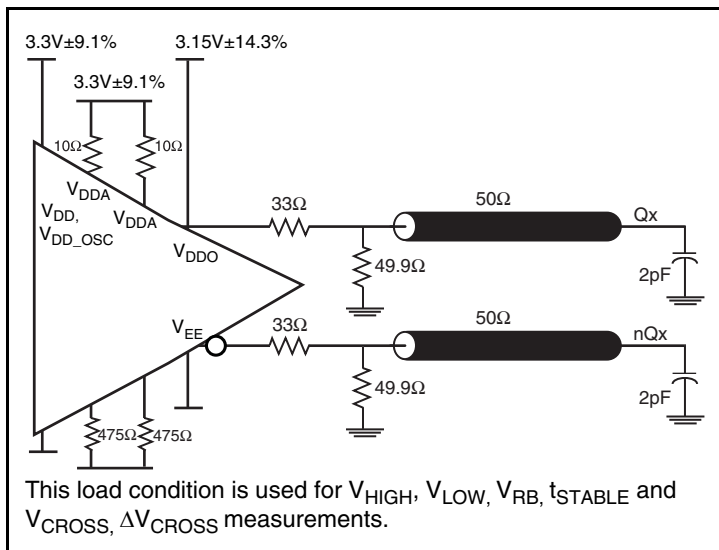 3.3V±9.1%
3.15V±14.3%
3.3V±9.1%
10Ω
10Ω
VDDA
VDD,
VDDA
VDD_OSC
VDDO
33Ω
50Ω
Qx
49.9Ω
2pF
VEE
33Ω
50Ω
nQx
49.9Ω
2pF
475Ω
475Ω
This load condition is used for VHIGH, VLOW, VRB, tSTABLE and
VCROSS, ΔVCROSS measurements.